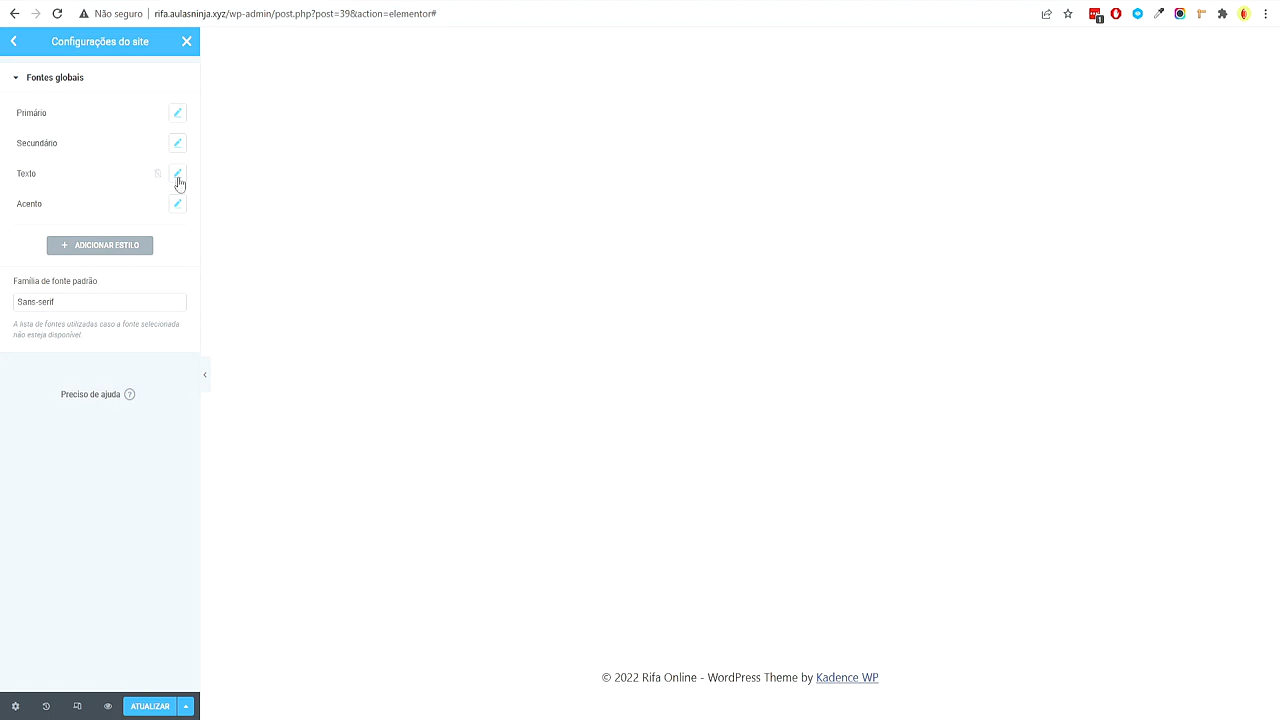 Não seguro
rifa.aulasninja.xyz/wp-admin/post.php?post=39&action=elementor#
1
Configurações do site
Fontes globais
Primário
Secundário
Texto
Acento
+ ADICIONAR ESTILO
Família de fonte padrão
Sans-serif
A lista de fontes utilizadas caso a fonte selecionada
não esteja disponível.
Preciso de ajuda ?
© 2022 Rifa Online - WordPress Theme by Kadence WP
ATUALIZAR